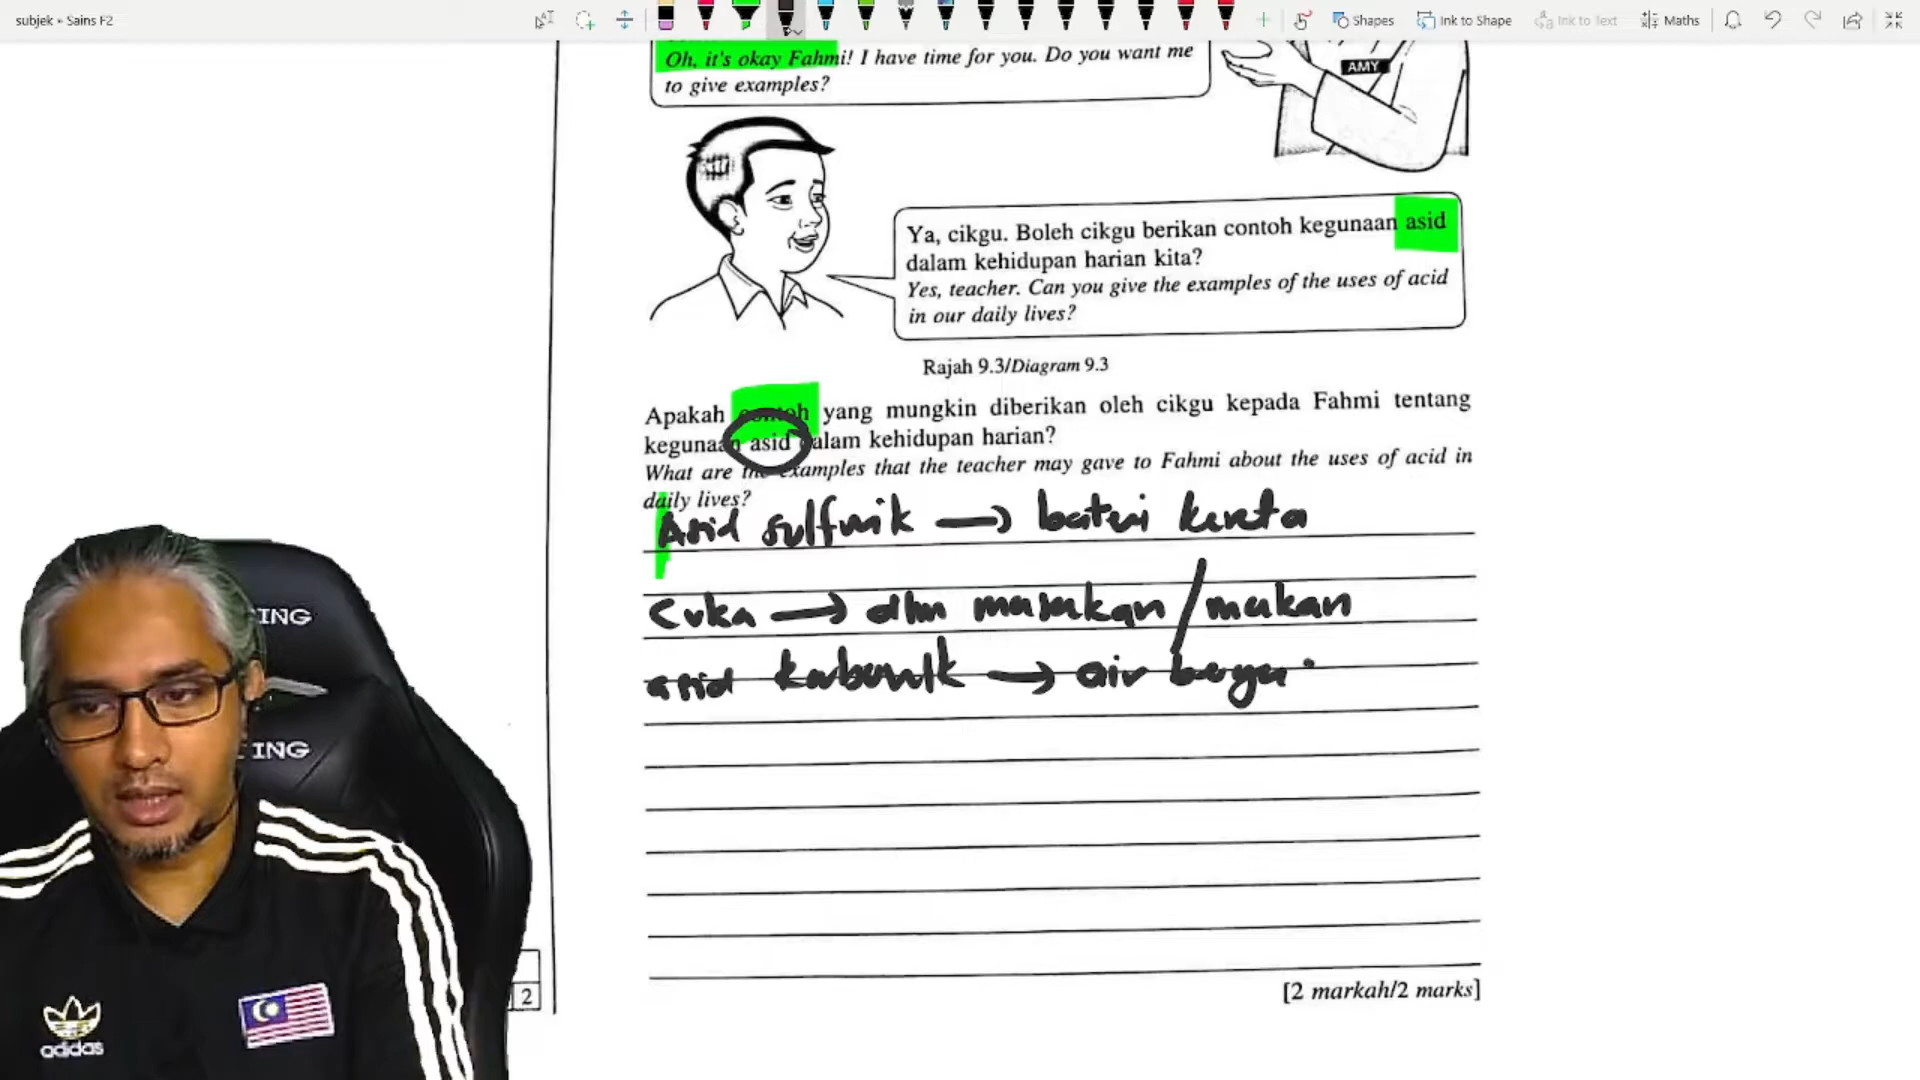 subjek » Sains F2
Shapes
Ink to Shape
Ink to Text
Maths
Oh, it's okay Fahmi! I have time for you. Do you want me
to give examples?
AMY
Ya, cikgu. Boleh cikgu berikan contoh kegunaan asid
dalam kehidupan harian kita?
Yes, teacher. Can you give the examples of the uses of acid
in our daily lives?
Rajah 9.3/Diagram 9.3
Apakah contoh yang mungkin diberikan oleh cikgu kepada Fahmi tentang
kegunaan asid dalam kehidupan harian?
What are the examples that the teacher may gave to Fahmi about the uses of acid in
daily lives?
Asid sulfurik → bateri kereta
Cuka → dlm masakan / makan
asid karbonik → air berga
[2 markah/2 marks]
2
ING
ING
adidas